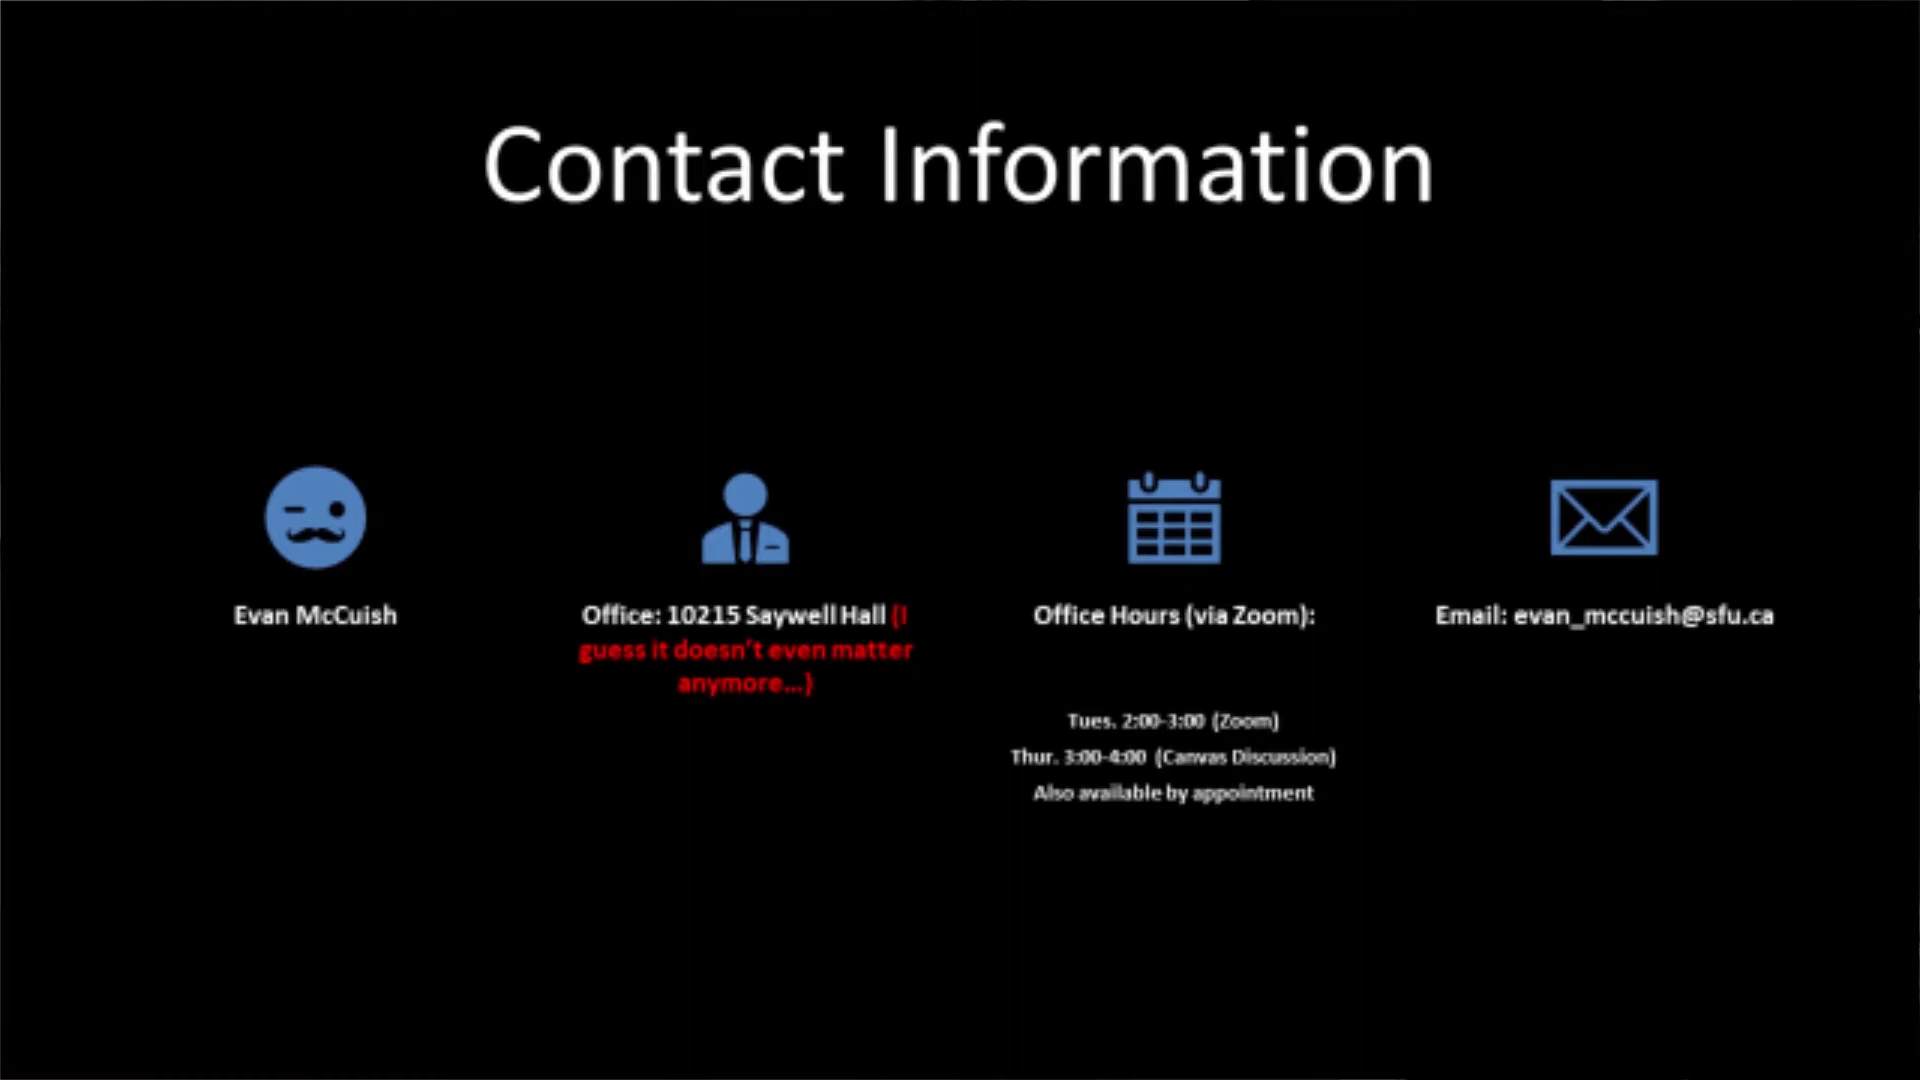 Contact Information
Evan McCuish
Office: 10215 Saywell Hall (I
guess it doesn't even matter
anymore...)
Office Hours (via Zoom):
Tues. 2:00-3:00 (Zoom)
Thur. 3:00-4:00 (Canvas Discussion)
Also available by appointment
Email: evan_mccuish@sfu.ca